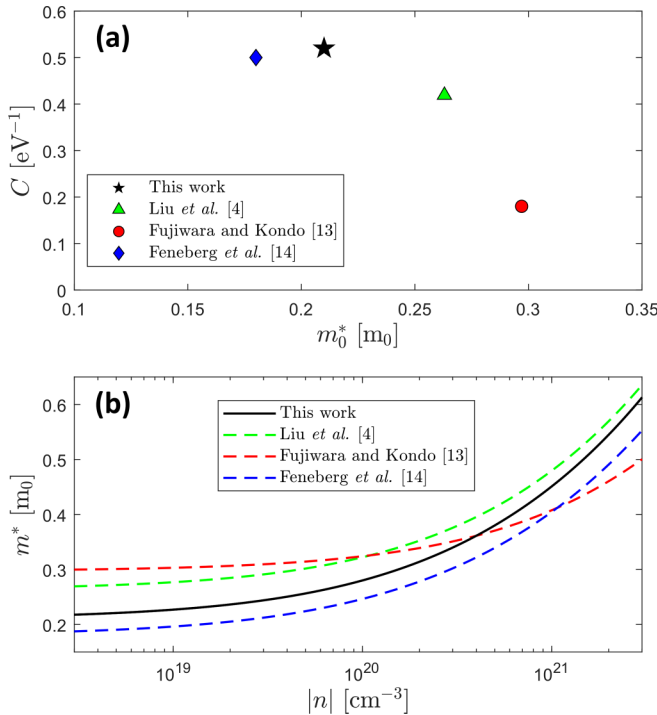 (a)
C [eV⁻¹]
0.6
0.5
0.4
0.3
0.2
0.1
0
This work
Liu et al. [4]
Fujiwara and Kondo [13]
Feneberg et al. [14]
0.1 0.15 0.2 0.25 0.3 0.35
m*₀ [m₀]
(b)
m* [m₀]
0.6
0.5
0.4
0.3
0.2
This work
Liu et al. [4]
Fujiwara and Kondo [13]
Feneberg et al. [14]
10¹⁹ 10²⁰ 10²¹
|n| [cm⁻³]